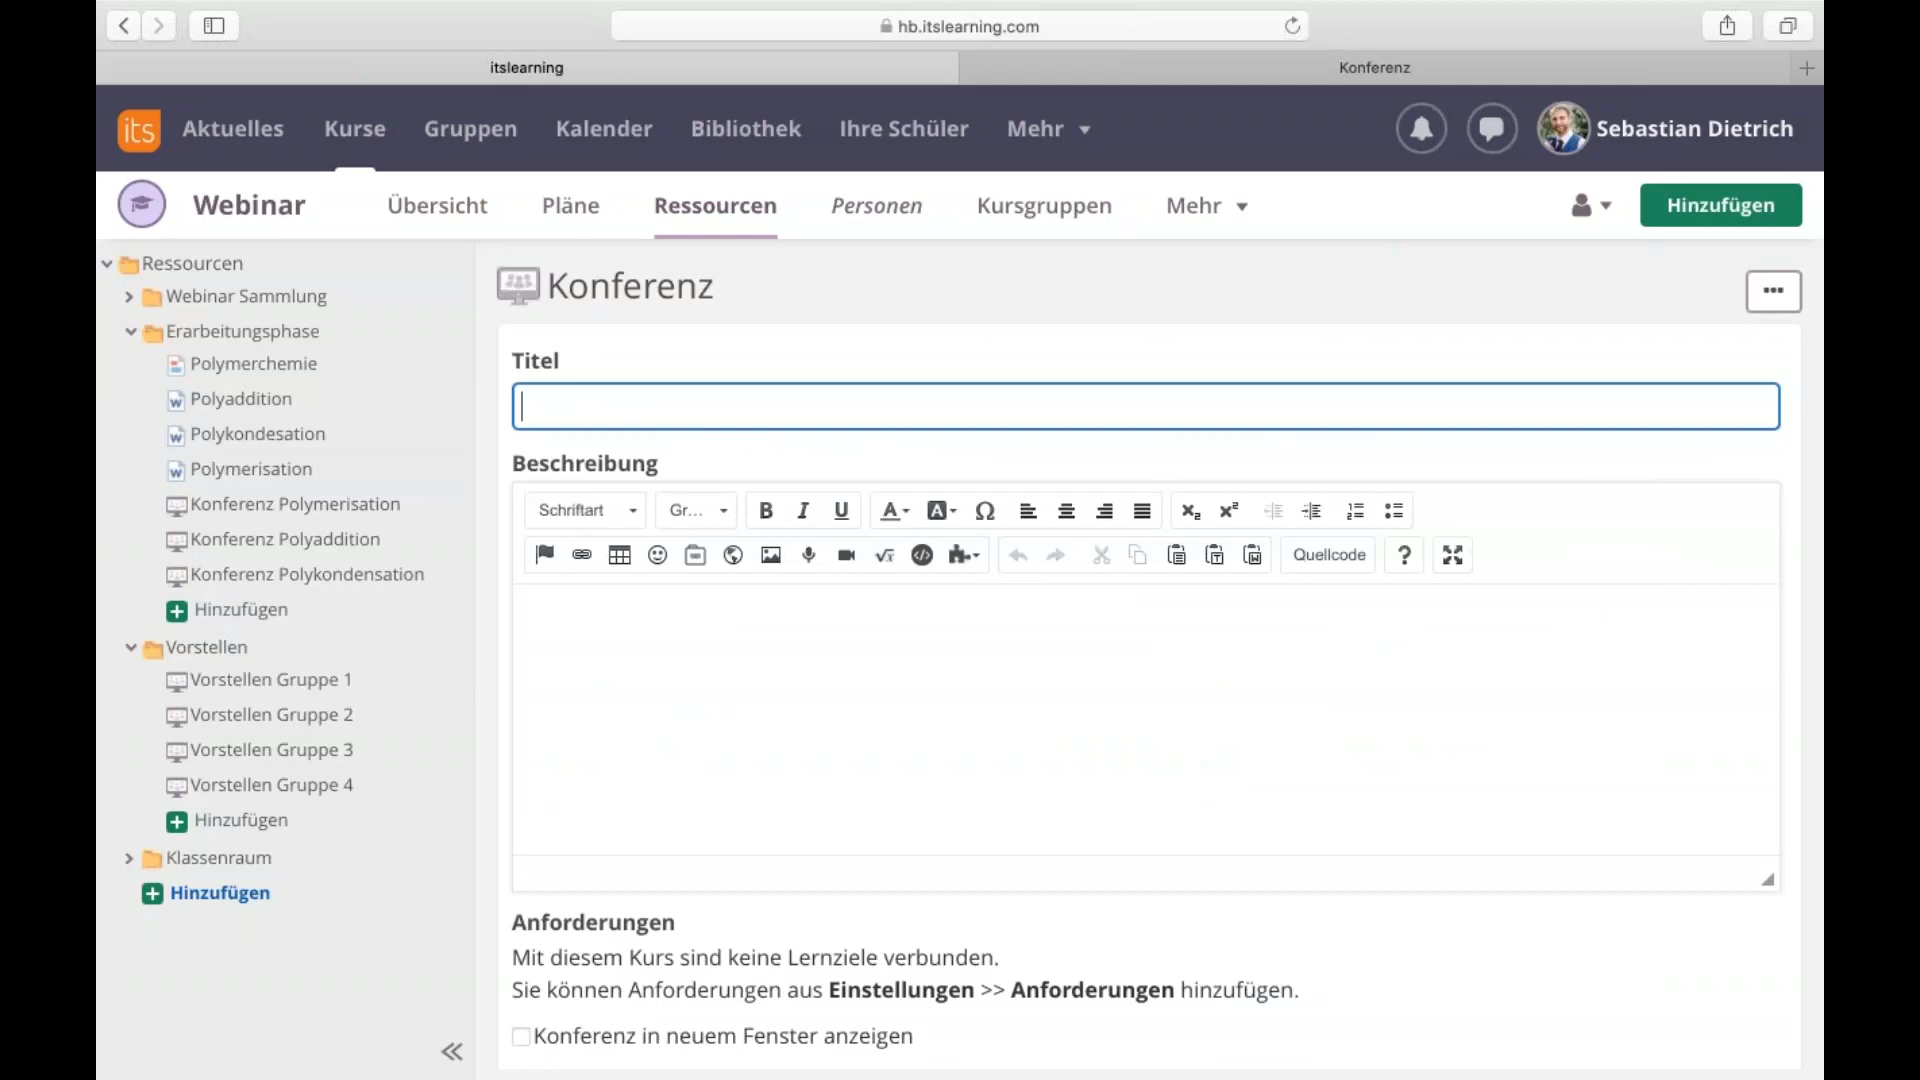 hb.itslearning.com
itslearning
Konferenz
its
Aktuelles
Kurse
Gruppen
Kalender
Bibliothek
Ihre Schüler
Mehr
Sebastian Dietrich
Webinar
Übersicht
Pläne
Ressourcen
Personen
Kursgruppen
Mehr
Hinzufügen
Ressourcen
Webinar Sammlung
Erarbeitungsphase
Polymerchemie
Polyaddition
Polykondesation
Polymerisation
Konferenz Polymerisation
Konferenz Polyaddition
Konferenz Polykondensation
Hinzufügen
Vorstellen
Vorstellen Gruppe 1
Vorstellen Gruppe 2
Vorstellen Gruppe 3
Vorstellen Gruppe 4
Hinzufügen
Klassenraum
Hinzufügen
Konferenz
Titel
Beschreibung
Schriftart
Gr...
Quellcode
Anforderungen
Mit diesem Kurs sind keine Lernziele verbunden.
Sie können Anforderungen aus Einstellungen >> Anforderungen hinzufügen.
Konferenz in neuem Fenster anzeigen